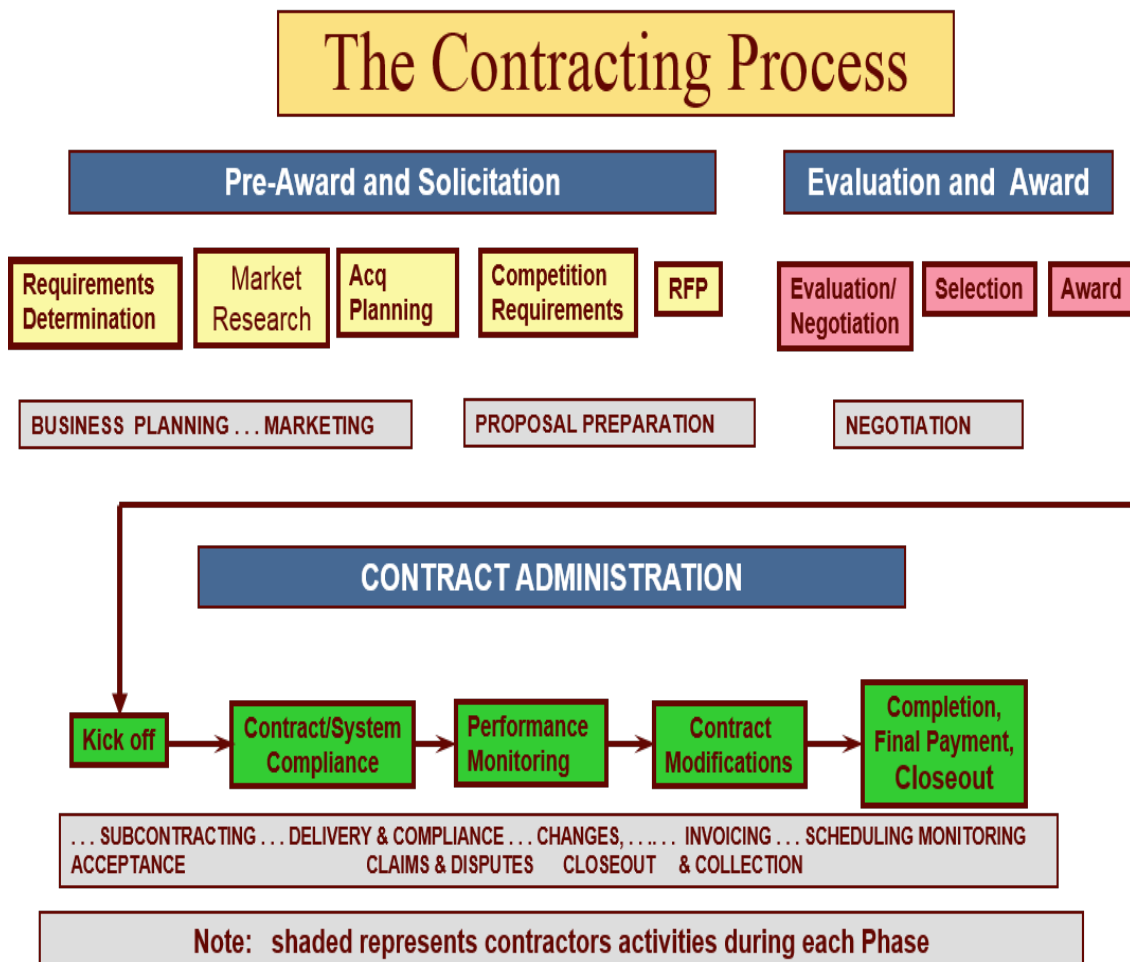 The Contracting Process
Pre-Award and Solicitation
Evaluation and Award
Requirements
Determination
Market
Research
Acq
Planning
Competition
Requirements
RFP
Evaluation/
Negotiation
Selection
Award
BUSINESS PLANNING . . . MARKETING
PROPOSAL PREPARATION
NEGOTIATION
CONTRACT ADMINISTRATION
Kick off
Contract/System
Compliance
Performance
Monitoring
Contract
Modifications
Completion,
Final Payment,
Closeout
. . . SUBCONTRACTING . . . DELIVERY & COMPLIANCE . . . CHANGES, . . .. . . INVOICING . . . SCHEDULING MONITORING
ACCEPTANCE CLAIMS & DISPUTES CLOSEOUT & COLLECTION
Note: shaded represents contractors activities during each Phase